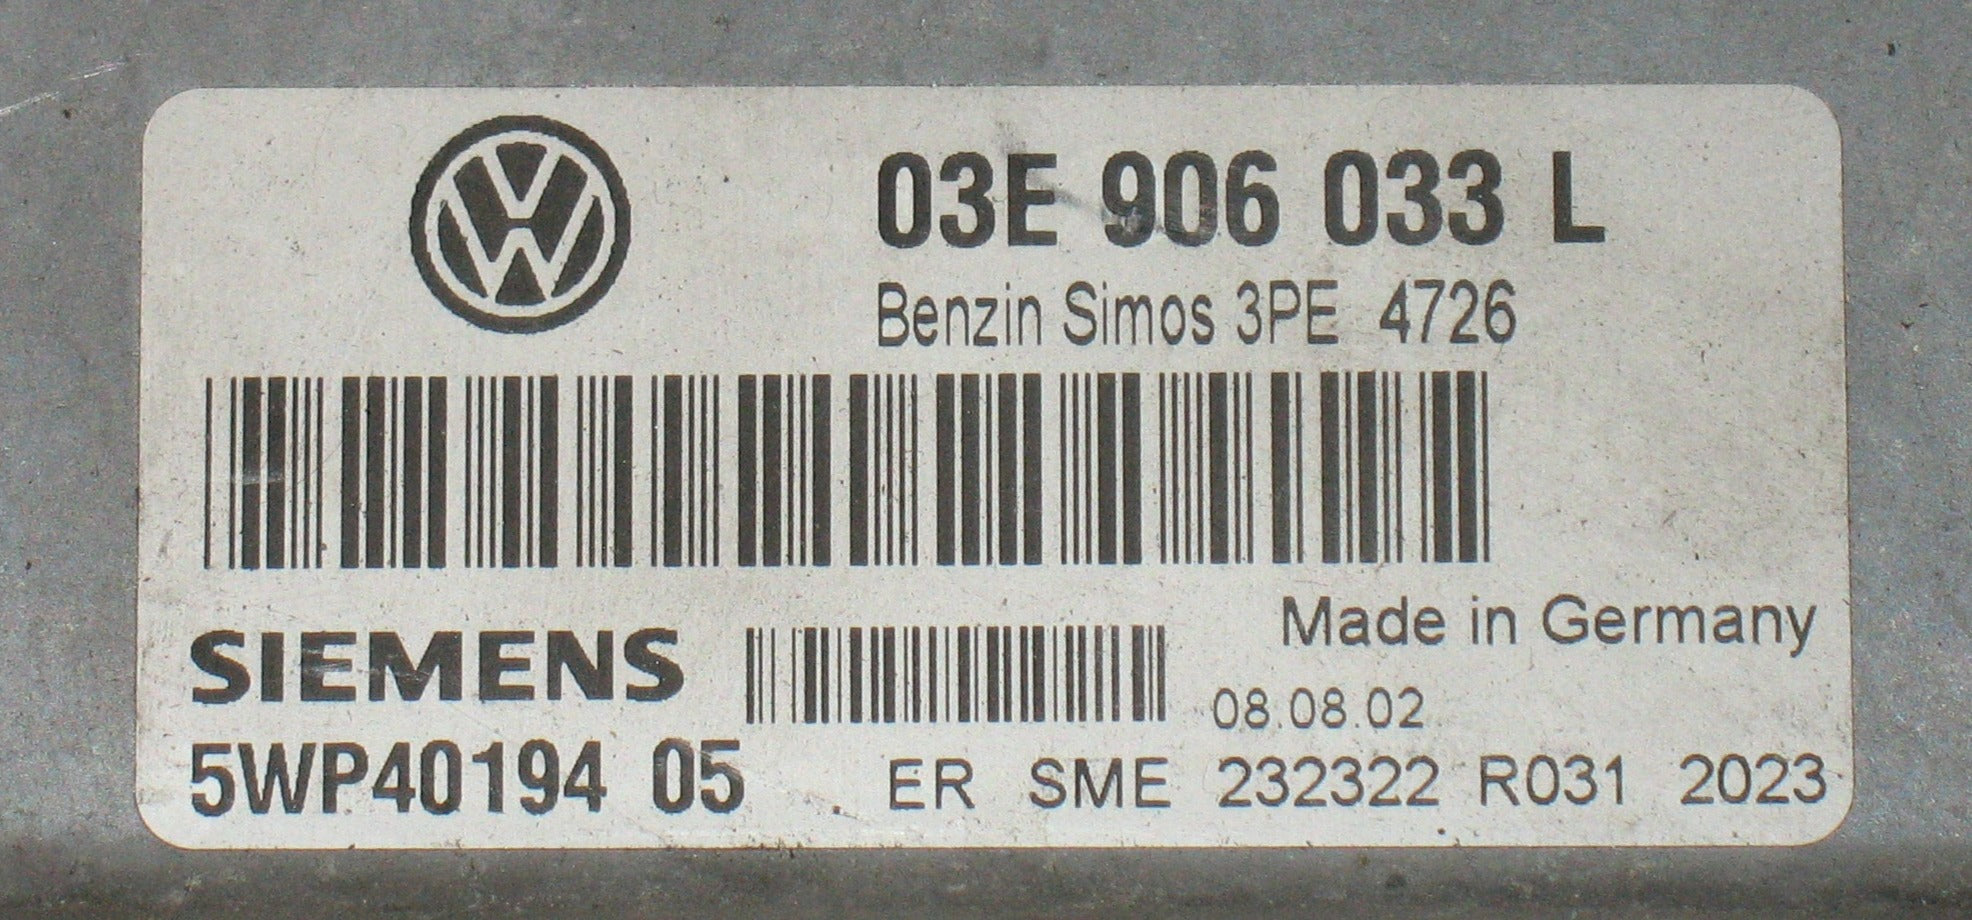 03E 906 033 L
Benzin Simos 3PE 4726
Made in Germany
SIEMENS
08.08.02
5WP40194 05 ER SME 232322 R031 2023